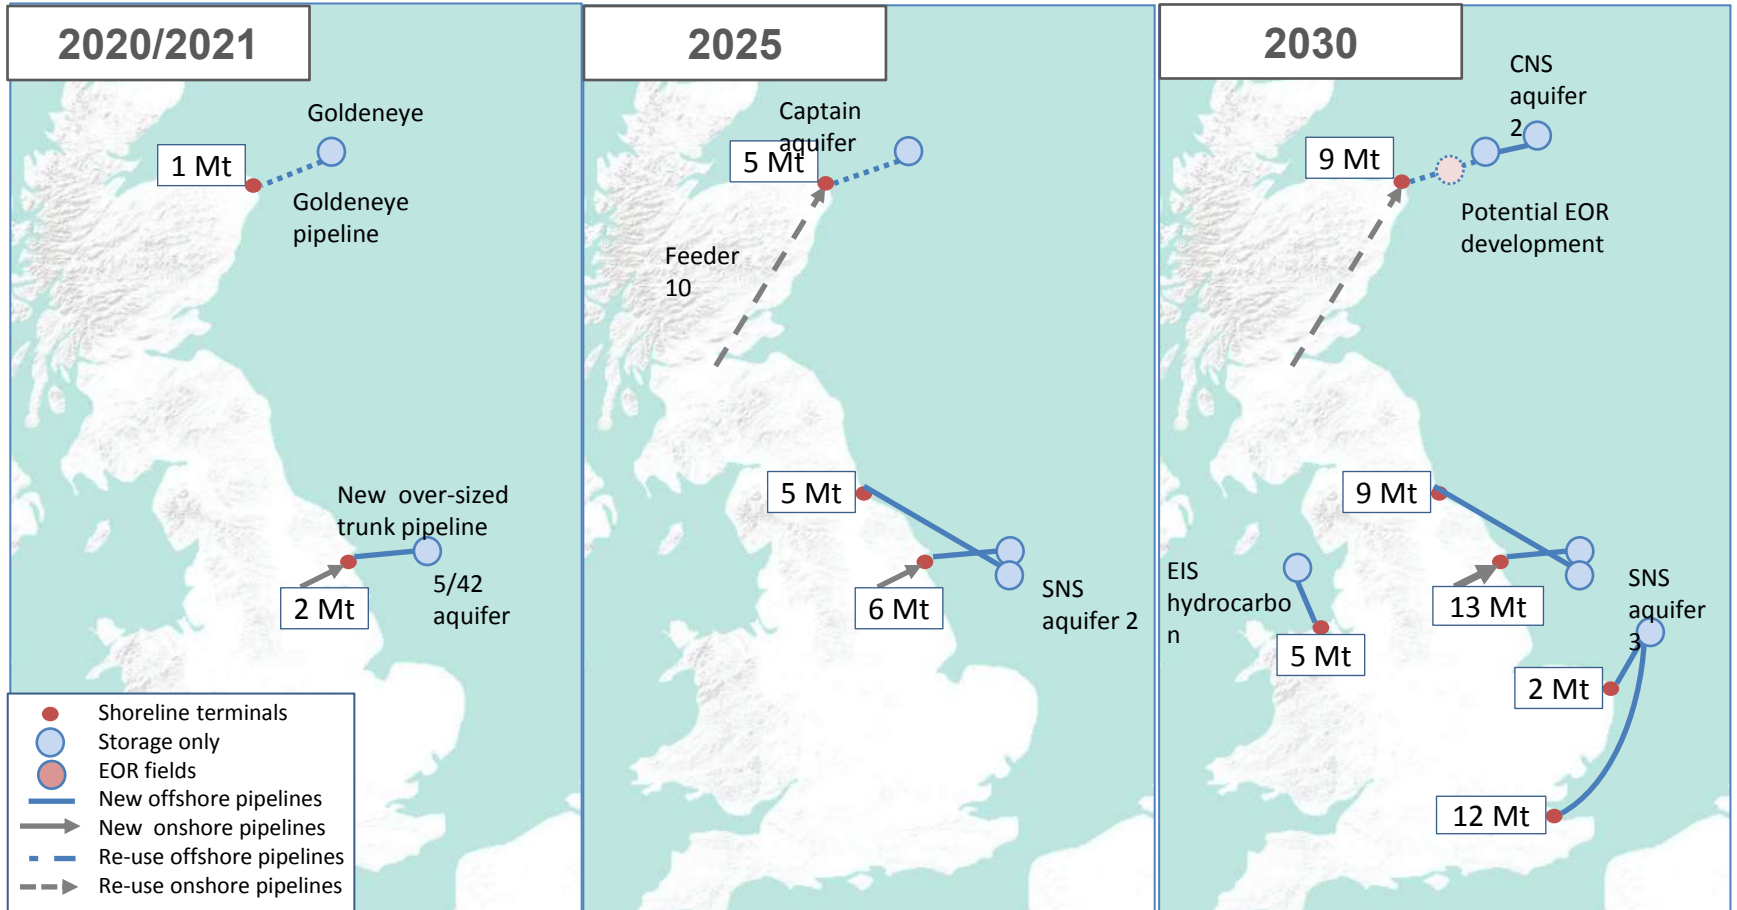 2020/2021
Goldeneye
1 Mt
Goldeneye
pipeline
New over-sized
trunk pipeline
5/42
aquifer
2 Mt
Shoreline terminals
Storage only
EOR fields
New offshore pipelines
New onshore pipelines
Re-use offshore pipelines
Re-use onshore pipelines
2025
Captain
aquifer
5 Mt
Feeder
10
5 Mt
6 Mt
SNS
aquifer 2
2030
CNS
aquifer
2
9 Mt
Potential EOR
development
9 Mt
EIS
hydrocarbo
n
13 Mt
SNS
aquifer
3
5 Mt
2 Mt
12 Mt